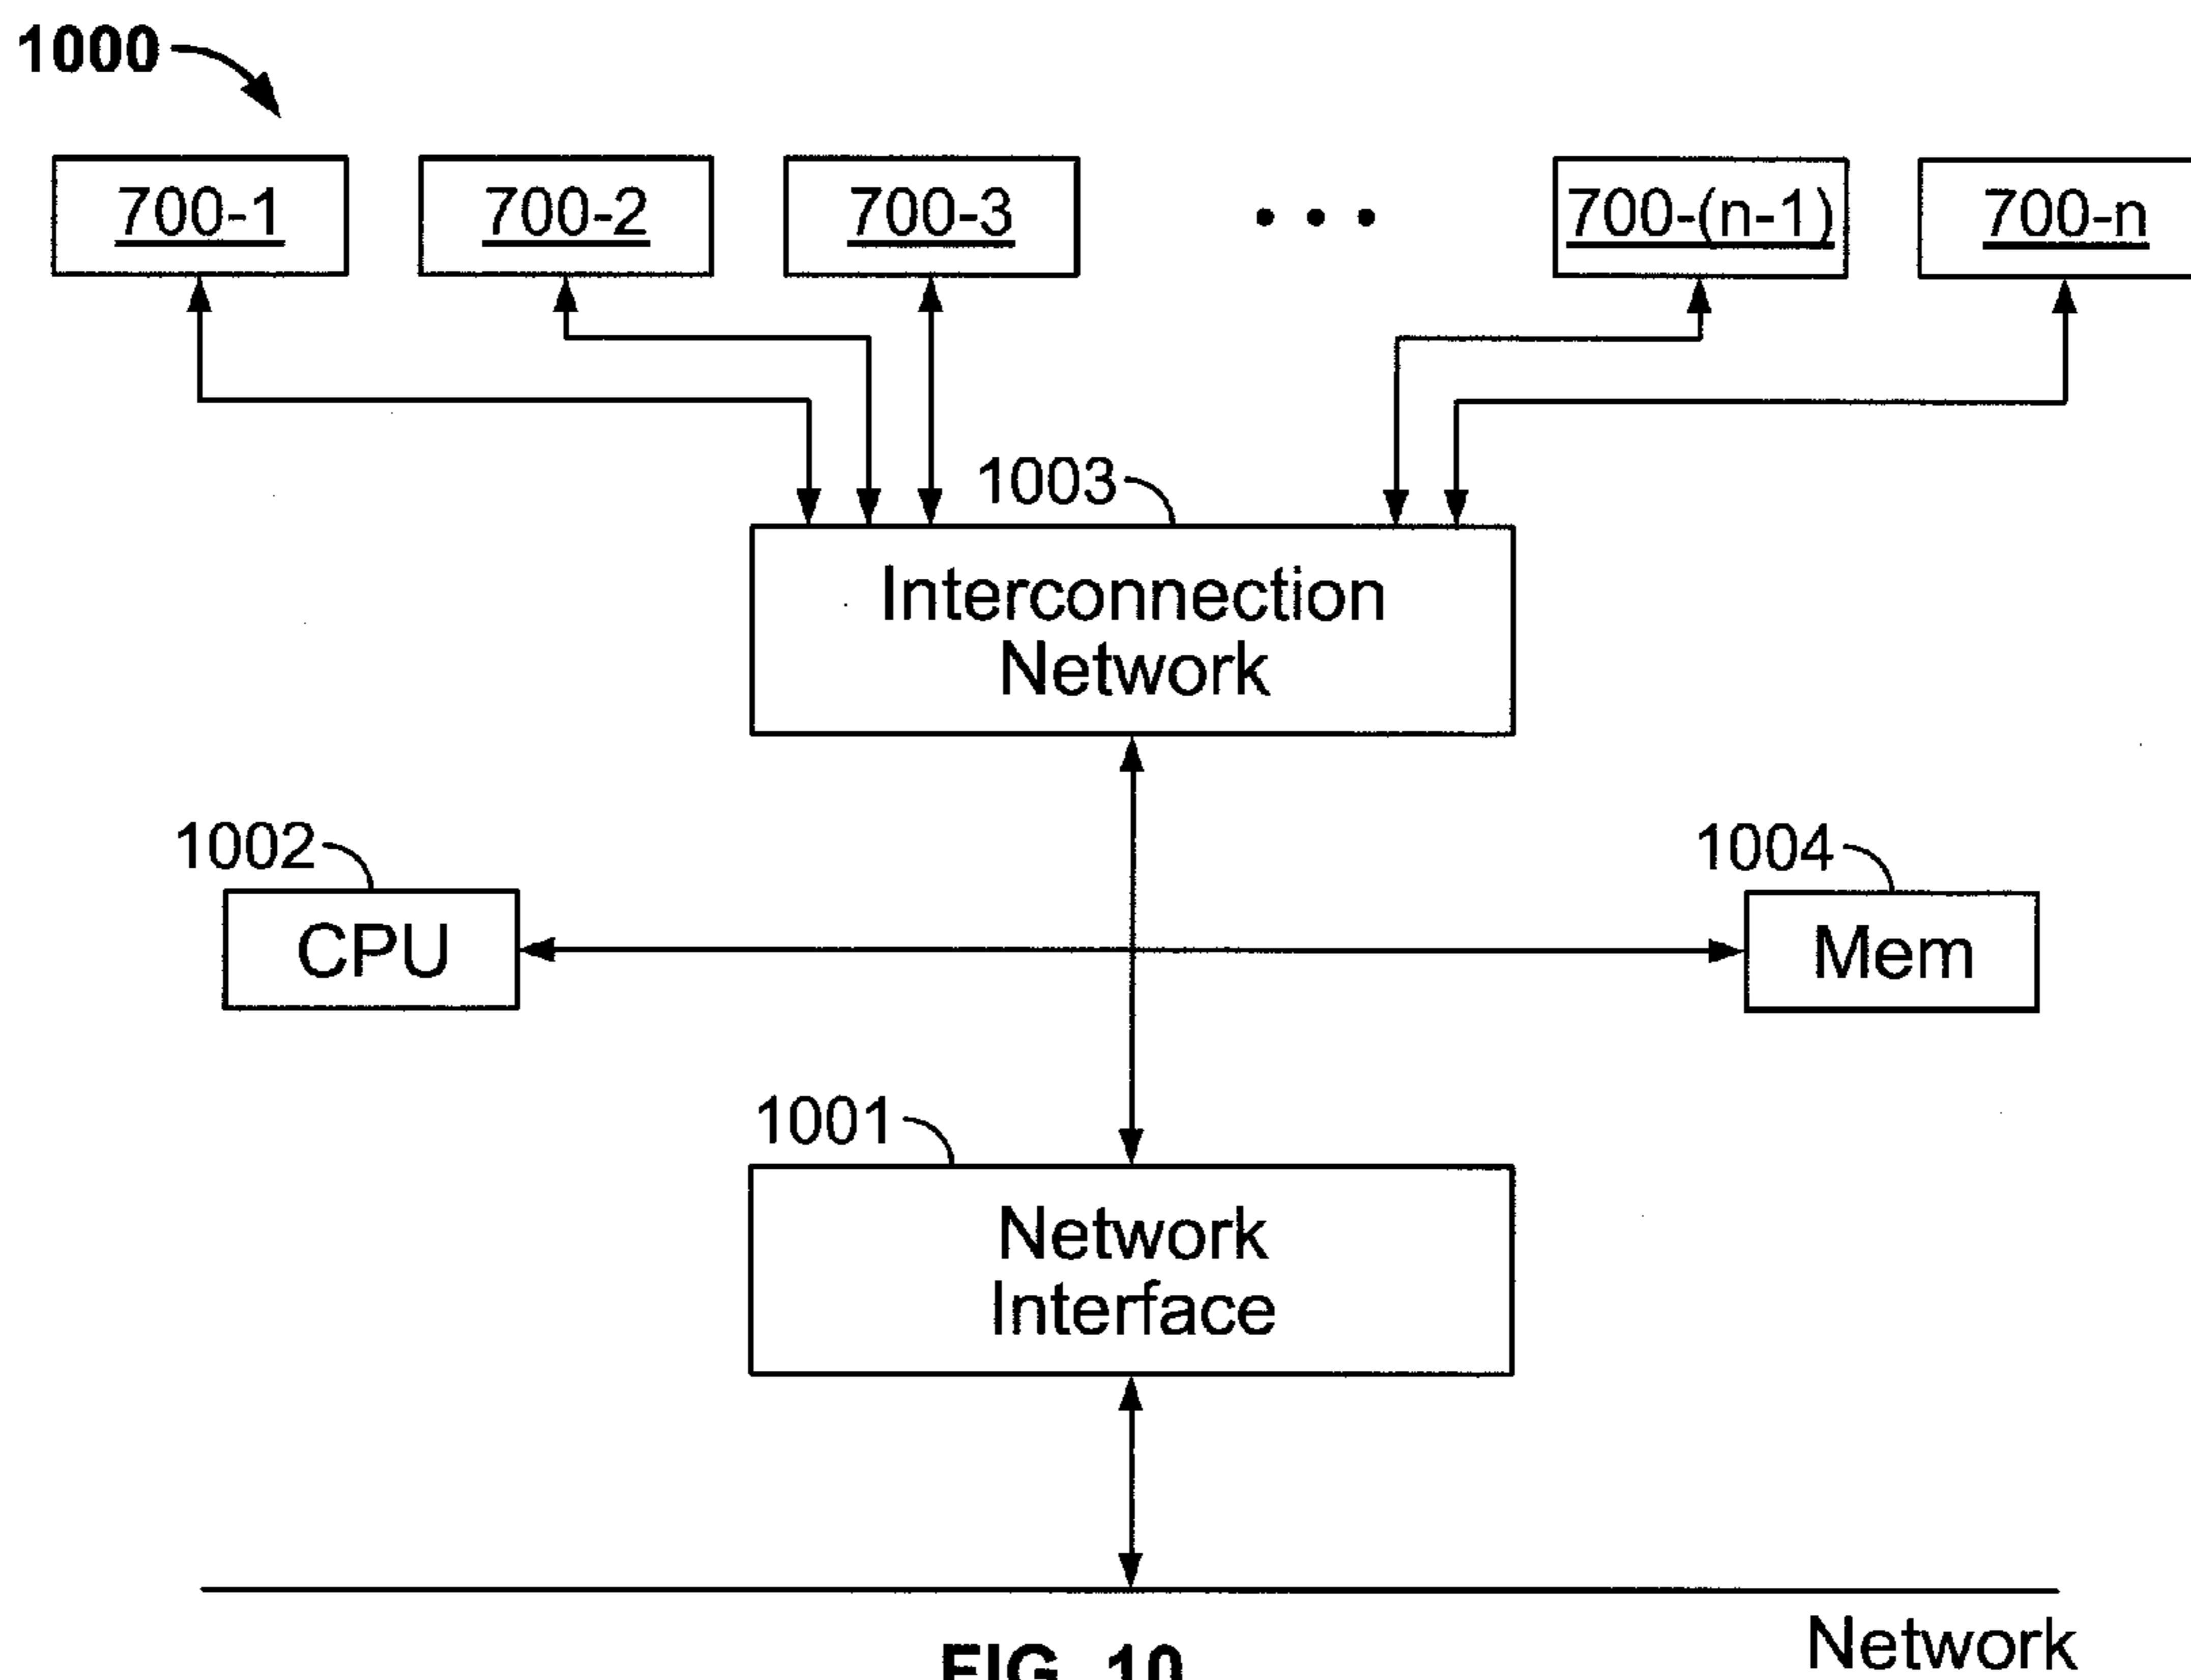 1000
700-1 700-2 700-3 • • • 700-(n-1) 700-n
1003
Interconnection
Network
1002
CPU
1004
Mem
1001
Network
Interface
Network
FIG. 10